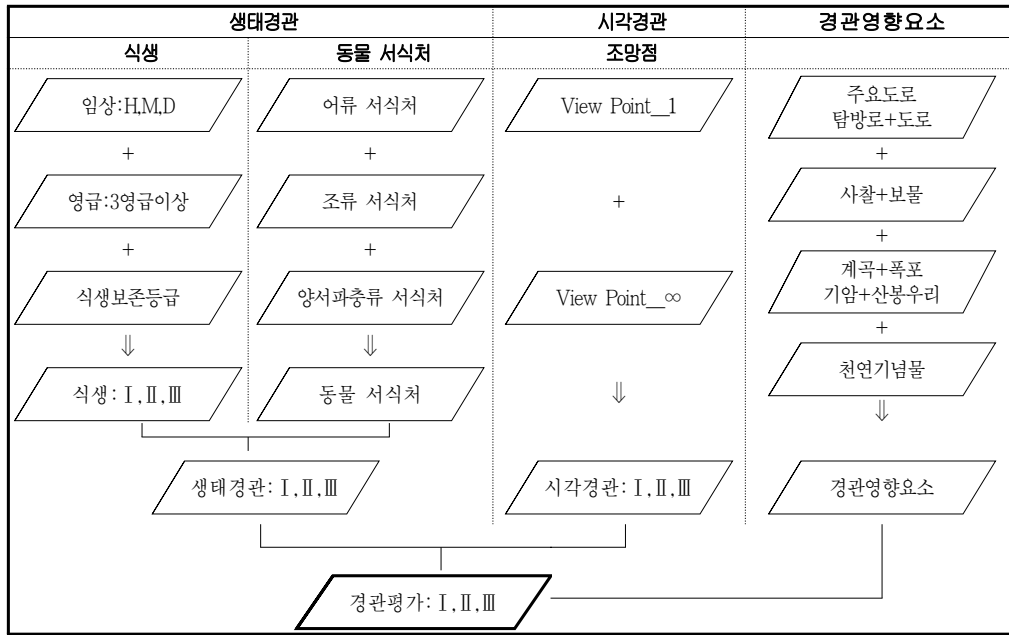 생태경관
시각경관
경관영향요소
식생
동물 서식처
조망점
임상:H,M,D
어류 서식처
View Point_1
주요도로
탐방로+도로
+
+
+
영급:3영급이상
조류 서식처
+
사찰+보물
+
+
+
식생보존등급
양서파충류 서식처
View Point_∞
계곡+폭포
기암+산봉우리
⇓
⇓
+
식생:Ⅰ,Ⅱ,Ⅲ
동물 서식처
⇓
천연기념물
⇓
생태경관:Ⅰ,Ⅱ,Ⅲ
시각경관:Ⅰ,Ⅱ,Ⅲ
경관영향요소
경관평가:Ⅰ,Ⅱ,Ⅲ